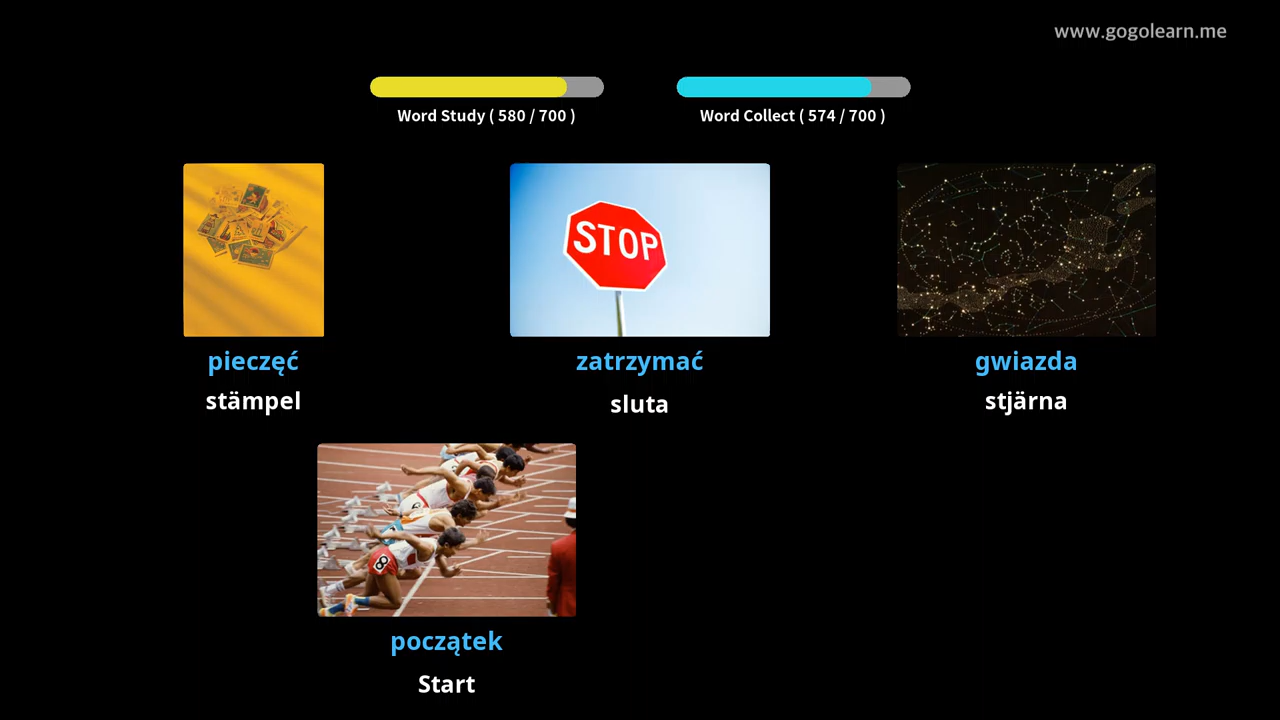 www.gogolearn.me
Word Study ( 580 / 700 )
Word Collect ( 574 / 700 )
STOP
pieczęć
zatrzymać
gwiazda
stämpel
sluta
stjärna
8
początek
Start